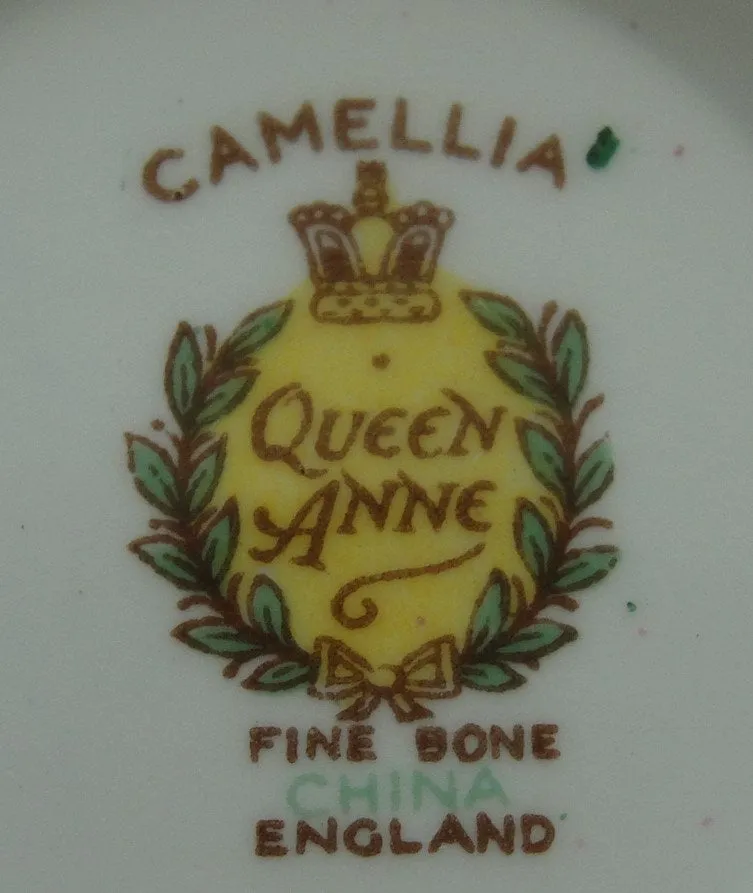 CAMELLIA
QUEEN
ANNE
FINE BONE
CHINA
ENGLAND